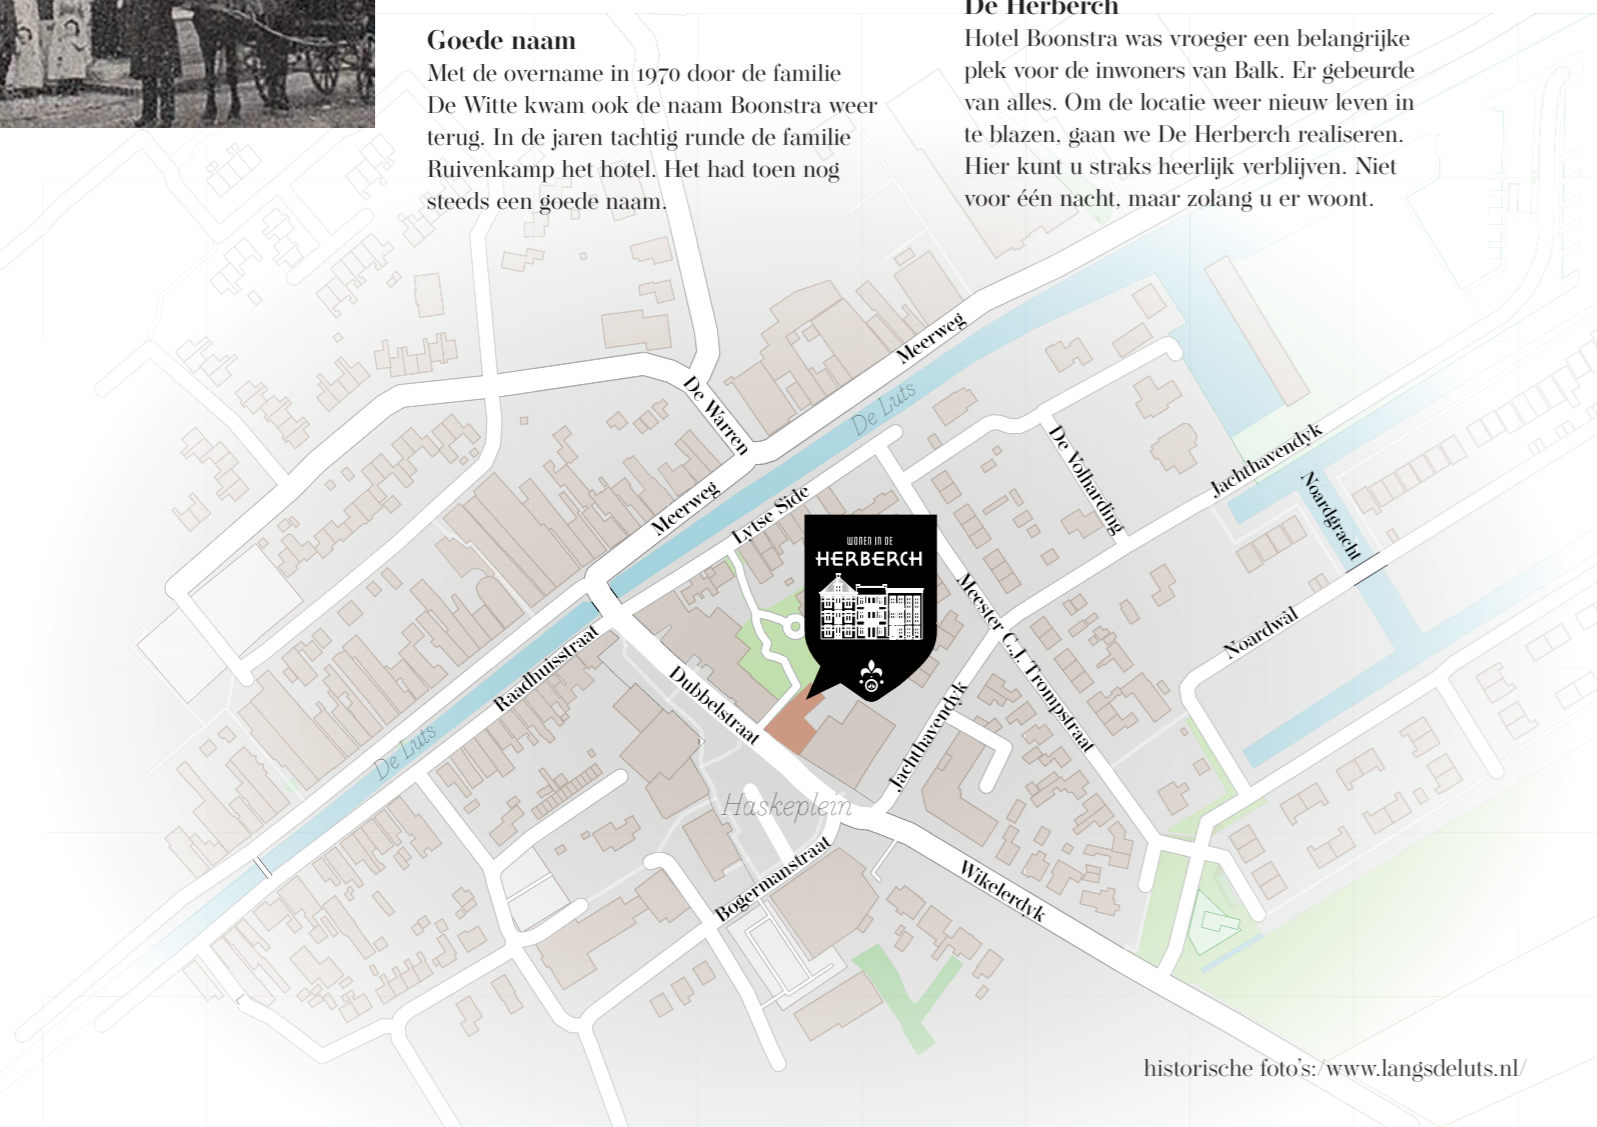 Goede naam
Met de overname in 1970 door de familie
De Witte kwam ook de naam Boonstra weer
terug. In de jaren tachtig runde de familie
Ruivenkamp het hotel. Het had toen nog
steeds een goede naam.
De Herberch
Hotel Boonstra was vroeger een belangrijke
plek voor de inwoners van Balk. Er gebeurde
van alles. Om de locatie weer nieuw leven in
te blazen, gaan we De Herberch realiseren.
Hier kunt u straks heerlijk verblijven. Niet
voor één nacht, maar zolang u er woont.
Meerweg
De Warren
De Luts
De Volharding
Jachthavendyk
Noardgracht
Meerweg
Lytse Side
WONEN IN DE
HERBERCH
Meester C.J. Trompstraat
Noardwâl
Raadhuisstraat
Dubbelstraat
Jachthavendyk
De Luts
Haskeplein
Bogermanstraat
Wikelerdyk
historische foto's:/www.langsdeluts.nl/